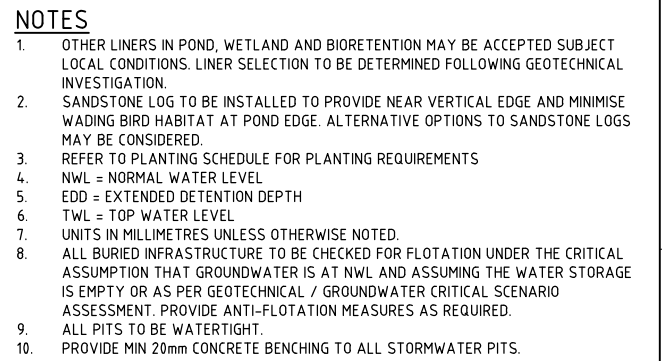 NOTES
1. OTHER LINERS IN POND, WETLAND AND BIORETENTION MAY BE ACCEPTED SUBJECT
LOCAL CONDITIONS. LINER SELECTION TO BE DETERMINED FOLLOWING GEOTECHNICAL
INVESTIGATION.
2. SANDSTONE LOG TO BE INSTALLED TO PROVIDE NEAR VERTICAL EDGE AND MINIMISE
WADING BIRD HABITAT AT POND EDGE. ALTERNATIVE OPTIONS TO SANDSTONE LOGS
MAY BE CONSIDERED.
3. REFER TO PLANTING SCHEDULE FOR PLANTING REQUIREMENTS
4. NWL = NORMAL WATER LEVEL
5. EDD = EXTENDED DETENTION DEPTH
6. TWL = TOP WATER LEVEL
7. UNITS IN MILLIMETRES UNLESS OTHERWISE NOTED.
8. ALL BURIED INFRASTRUCTURE TO BE CHECKED FOR FLOTATION UNDER THE CRITICAL
ASSUMPTION THAT GROUNDWATER IS AT NWL AND ASSUMING THE WATER STORAGE
IS EMPTY OR AS PER GEOTECHNICAL / GROUNDWATER CRITICAL SCENARIO
ASSESSMENT. PROVIDE ANTI-FLOTATION MEASURES AS REQUIRED.
9. ALL PITS TO BE WATERTIGHT.
10. PROVIDE MIN 20mm CONCRETE BENCHING TO ALL STORMWATER PITS.